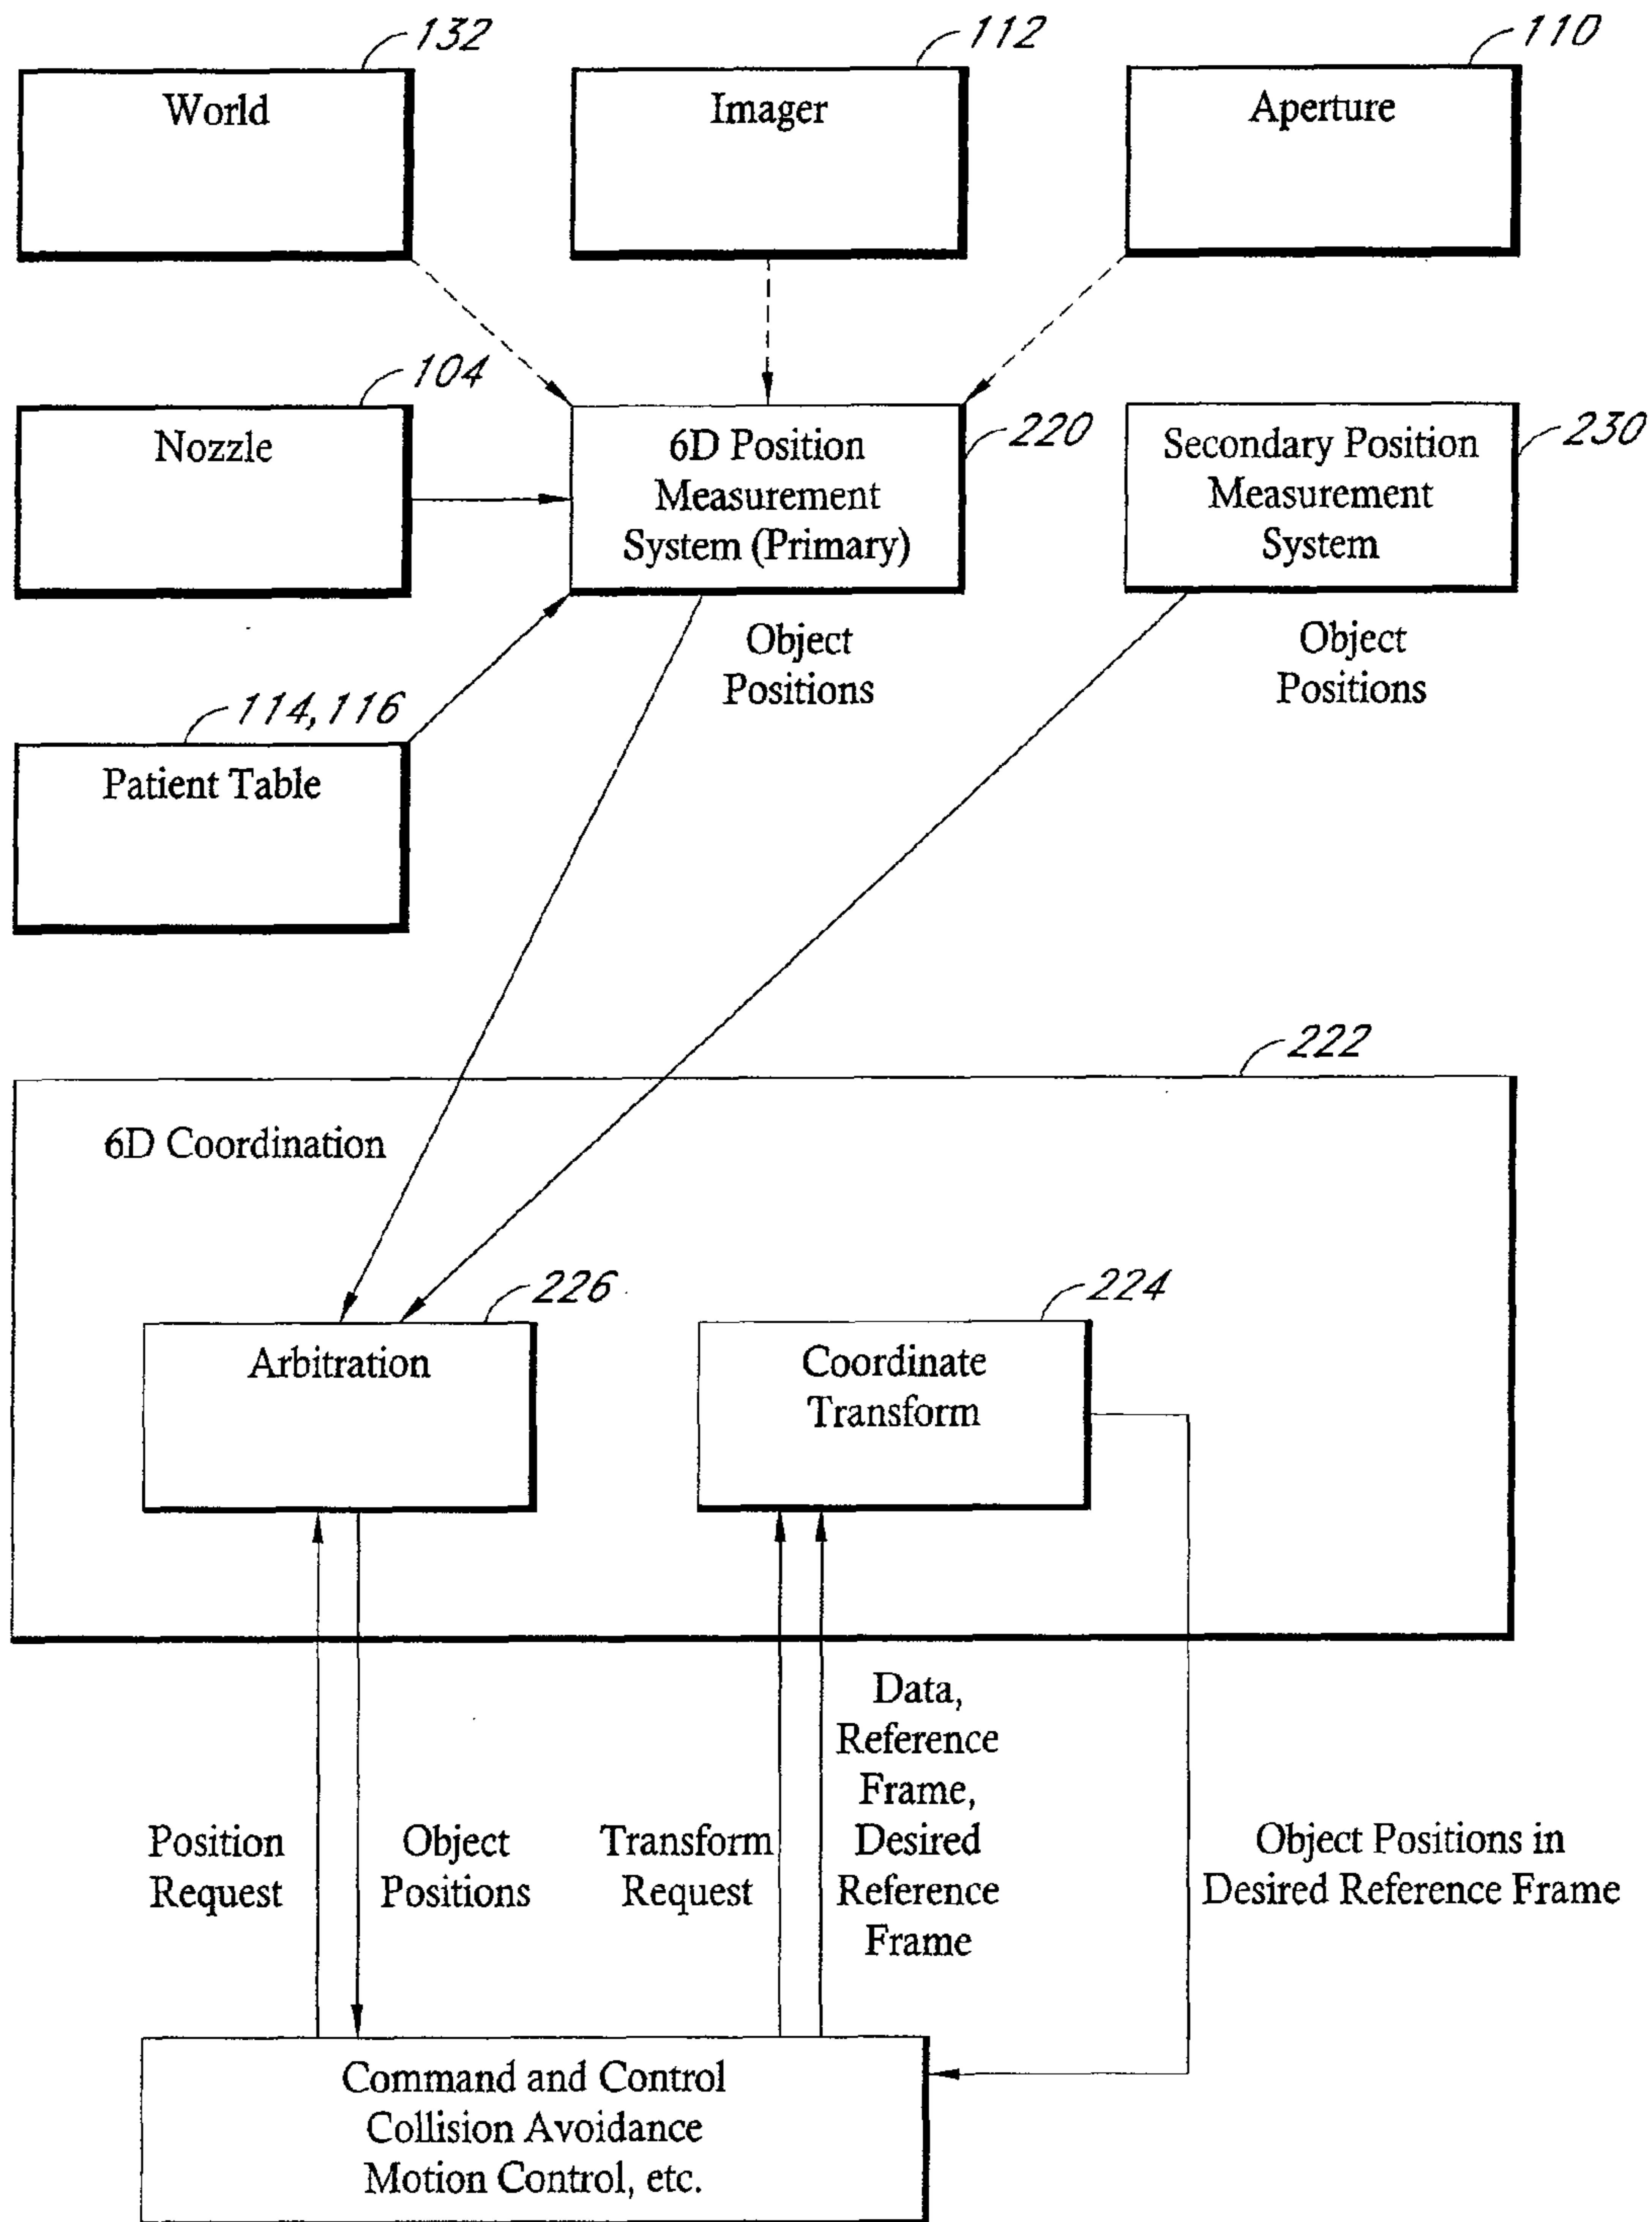 132
112
110
World
Imager
Aperture
104
220
230
Nozzle
6D Position
Measurement
System (Primary)
Secondary Position
Measurement
System
Object
Positions
Object
Positions
114, 116
Patient Table
222
6D Coordination
226
224
Arbitration
Coordinate
Transform
Position
Request
Object
Positions
Transform
Request
Data,
Reference
Frame,
Desired
Reference
Frame
Object Positions in
Desired Reference Frame
Command and Control
Collision Avoidance
Motion Control, etc.